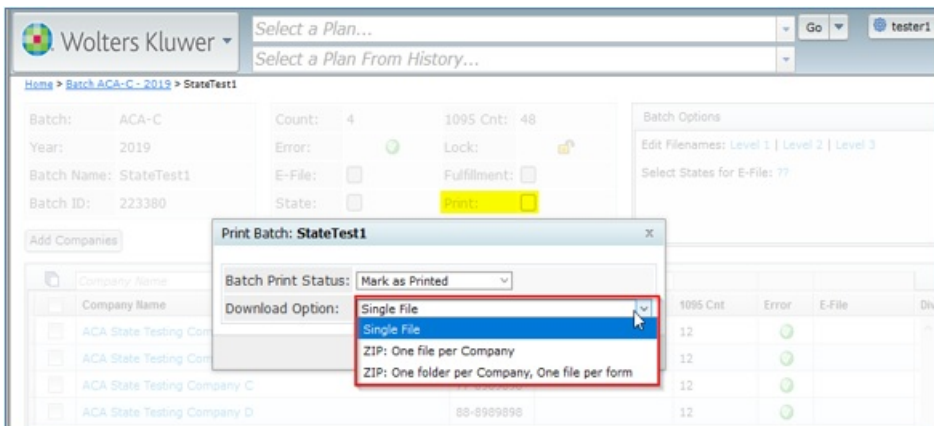 Wolters Kluwer
Select a Plan...
Go
tester1
Select a Plan From History...
Home > Batch ACA-C - 2019 > StateTest1
Batch: ACA-C Count: 4 1095 Cnt: 48 Batch Options
Year: 2019 Error: Lock: Edit Filenames: Level 1 | Level 2 | Level 3
Batch Name: StateTest1 E-File: Fulfillment: Select States for E-File: ??
Batch ID: 223380 State: Print:
Add Companies
Print Batch: StateTest1 x
Batch Print Status: Mark as Printed
Download Option: Single File
Single File
ZIP: One file per Company
ZIP: One folder per Company, One file per form
Company Name
Company Name 1095 Cnt Error E-File
ACA State Testing Com 12
ACA State Testing Com 12
ACA State Testing Company C 12
ACA State Testing Company D 88-8989898 12